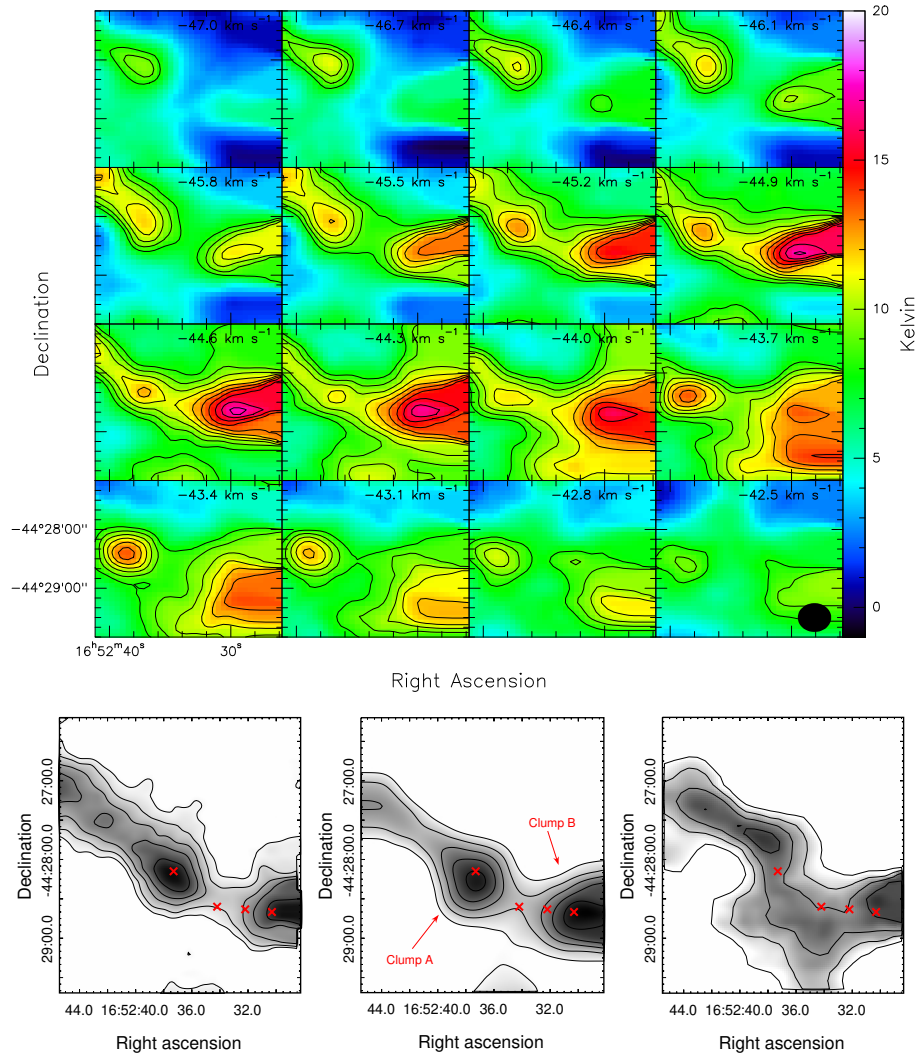 −47.0 km s⁻¹ −46.7 km s⁻¹ −46.4 km s⁻¹ −46.1 km s⁻¹
−45.8 km s⁻¹ −45.5 km s⁻¹ −45.2 km s⁻¹ −44.9 km s⁻¹
−44.6 km s⁻¹ −44.3 km s⁻¹ −44.0 km s⁻¹ −43.7 km s⁻¹
−43.4 km s⁻¹ −43.1 km s⁻¹ −42.8 km s⁻¹ −42.5 km s⁻¹
Declination
−44°28'00"
−44°29'00"
16ʰ52ᵐ40ˢ 30ˢ
Right Ascension
20
15
10
5
0
Kelvin
Declination
27:00.0
-44:28:00.0
29:00.0
44.0 16:52:40.0 36.0 32.0
Right ascension
Declination
27:00.0
-44:28:00.0
29:00.0
Clump B
Clump A
44.0 16:52:40.0 36.0 32.0
Right ascension
Declination
27:00.0
-44:28:00.0
29:00.0
44.0 16:52:40.0 36.0 32.0
Right ascension